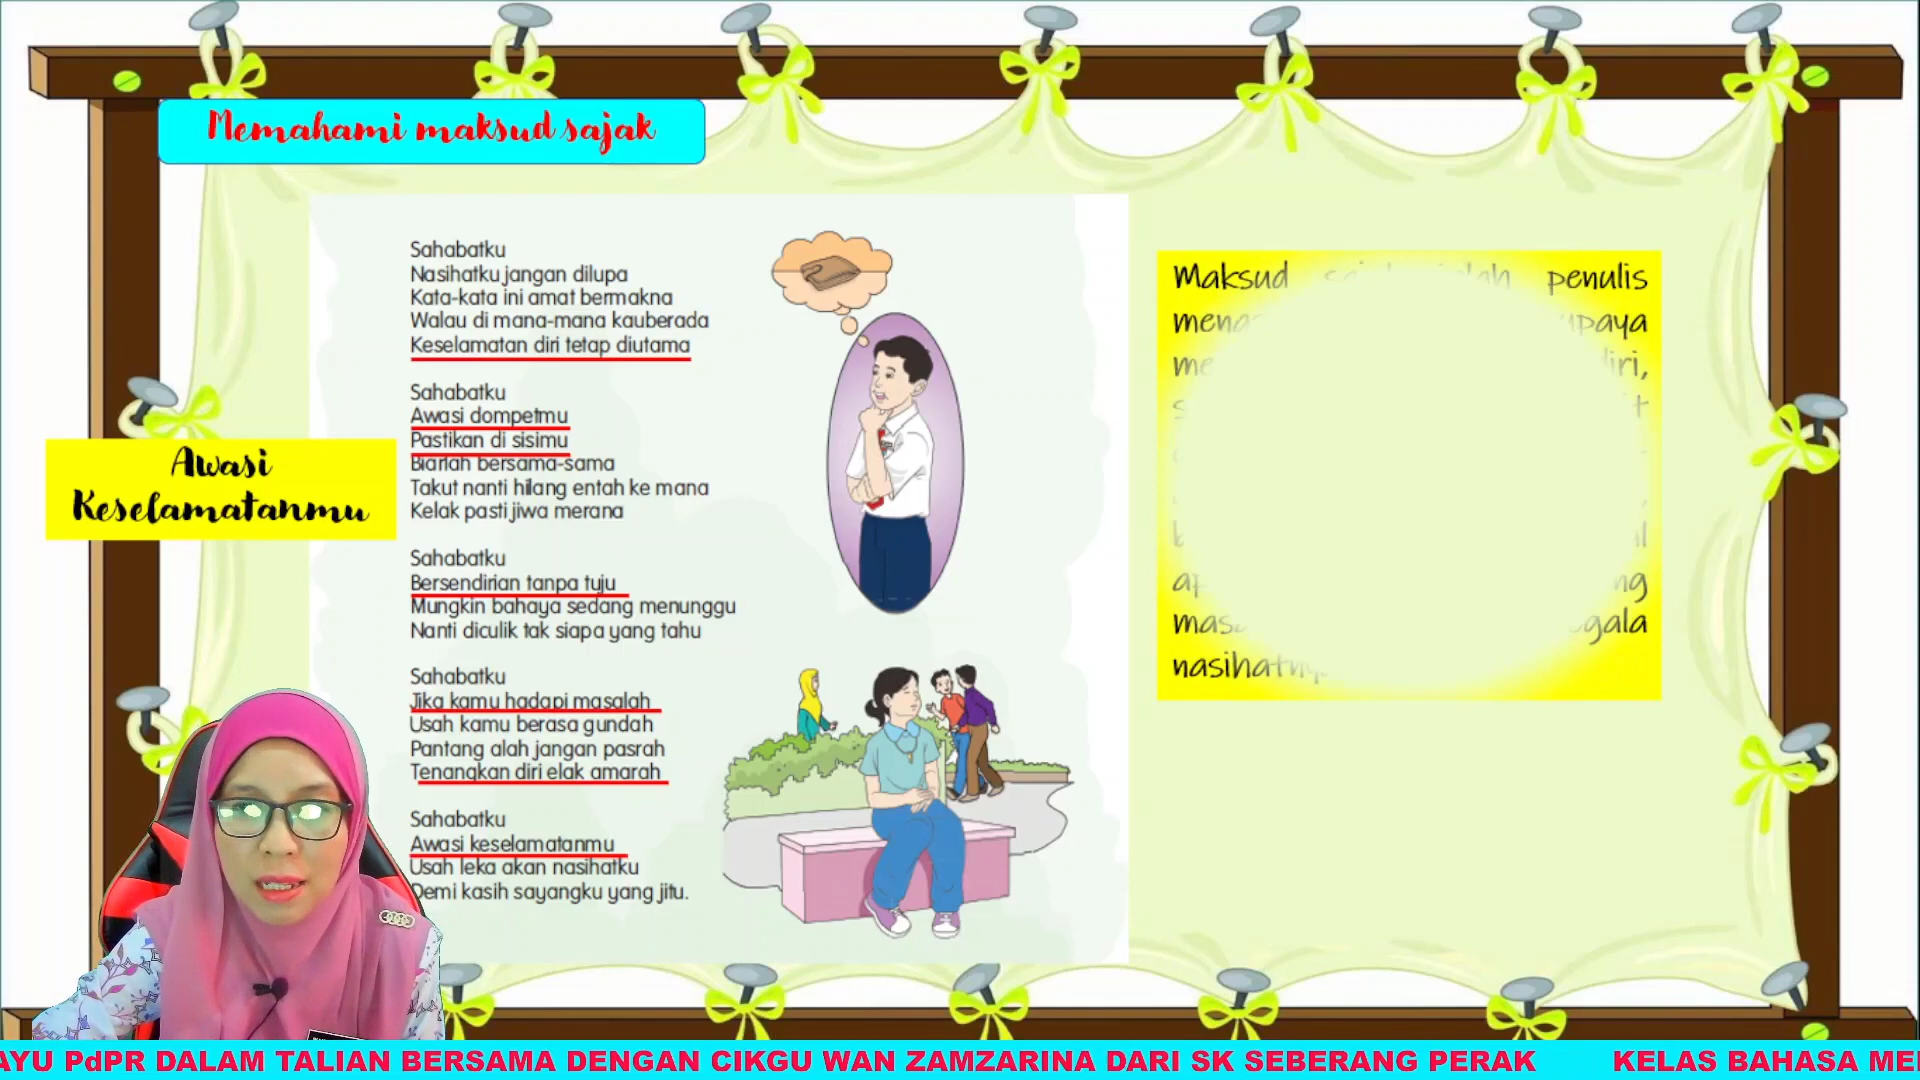 Memahami maksud sajak
Awasi
Keselamatanmu
Sahabatku
Nasihatku jangan dilupa
Kata-kata ini amat bermakna
Walau di mana-mana kauberada
Keselamatan diri tetap diutama
Sahabatku
Awasi dompetmu
Pastikan di sisimu
Biarlah bersama-sama
Takut nanti hilang entah ke mana
Kelak pasti jiwa merana
Sahabatku
Bersendirian tanpa tuju
Mungkin bahaya sedang menunggu
Nanti diculik tak siapa yang tahu
Sahabatku
Jika kamu hadapi masalah
Usah kamu berasa gundah
Pantang alah jangan pasrah
Tenangkan diri elak amarah
Sahabatku
Awasi keselamatanmu
Usah leka akan nasihatku
Demi kasih sayangku yang jitu.
Maksud penulis
AYU PdPR DALAM TALIAN BERSAMA DENGAN CIKGU WAN ZAMZARINA DARI SK SEBERANG PERAK KELAS BAHASA ME